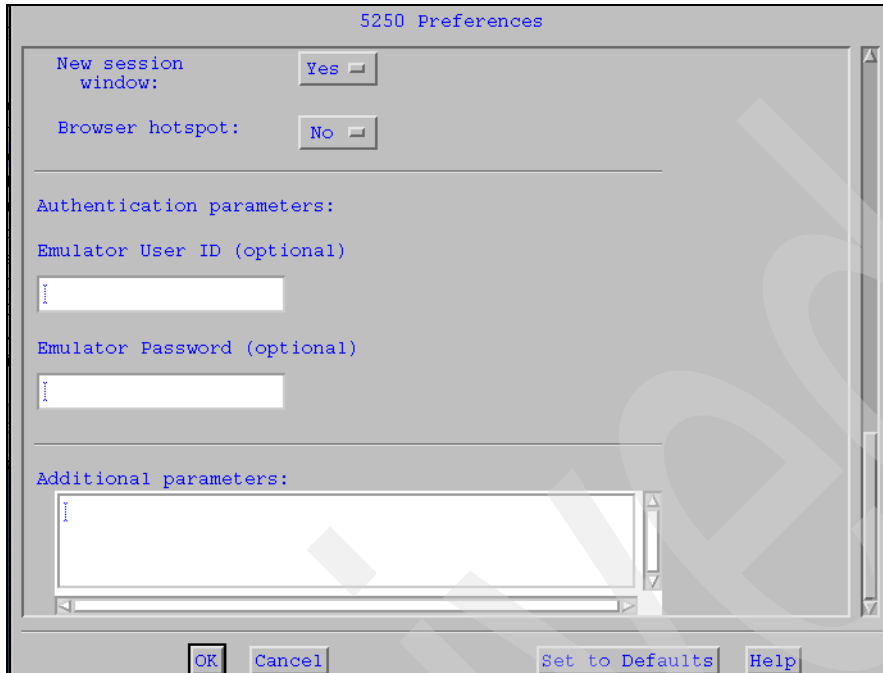 5250 Preferences
New session
window:
Yes
Browser hotspot:
No
Authentication parameters:
Emulator User ID (optional)
Emulator Password (optional)
Additional parameters:
OK
Cancel
Set to Defaults
Help